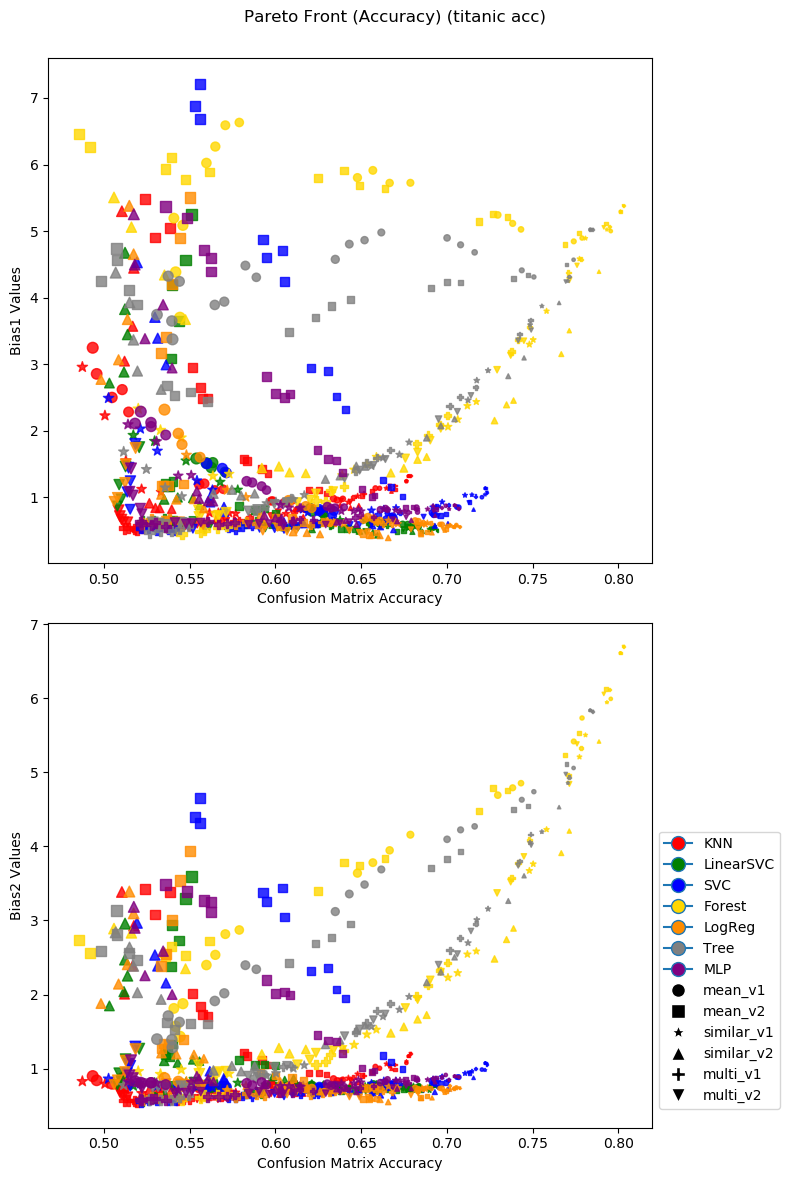 Pareto Front (Accuracy) (titanic acc)
7
6
5
4
3
2
1
Bias1 Values
0.50 0.55 0.60 0.65 0.70 0.75 0.80
Confusion Matrix Accuracy
7
6
5
4
3
2
1
Bias2 Values
0.50 0.55 0.60 0.65 0.70 0.75 0.80
Confusion Matrix Accuracy
KNN
LinearSVC
SVC
Forest
LogReg
Tree
MLP
mean_v1
mean_v2
similar_v1
similar_v2
multi_v1
multi_v2